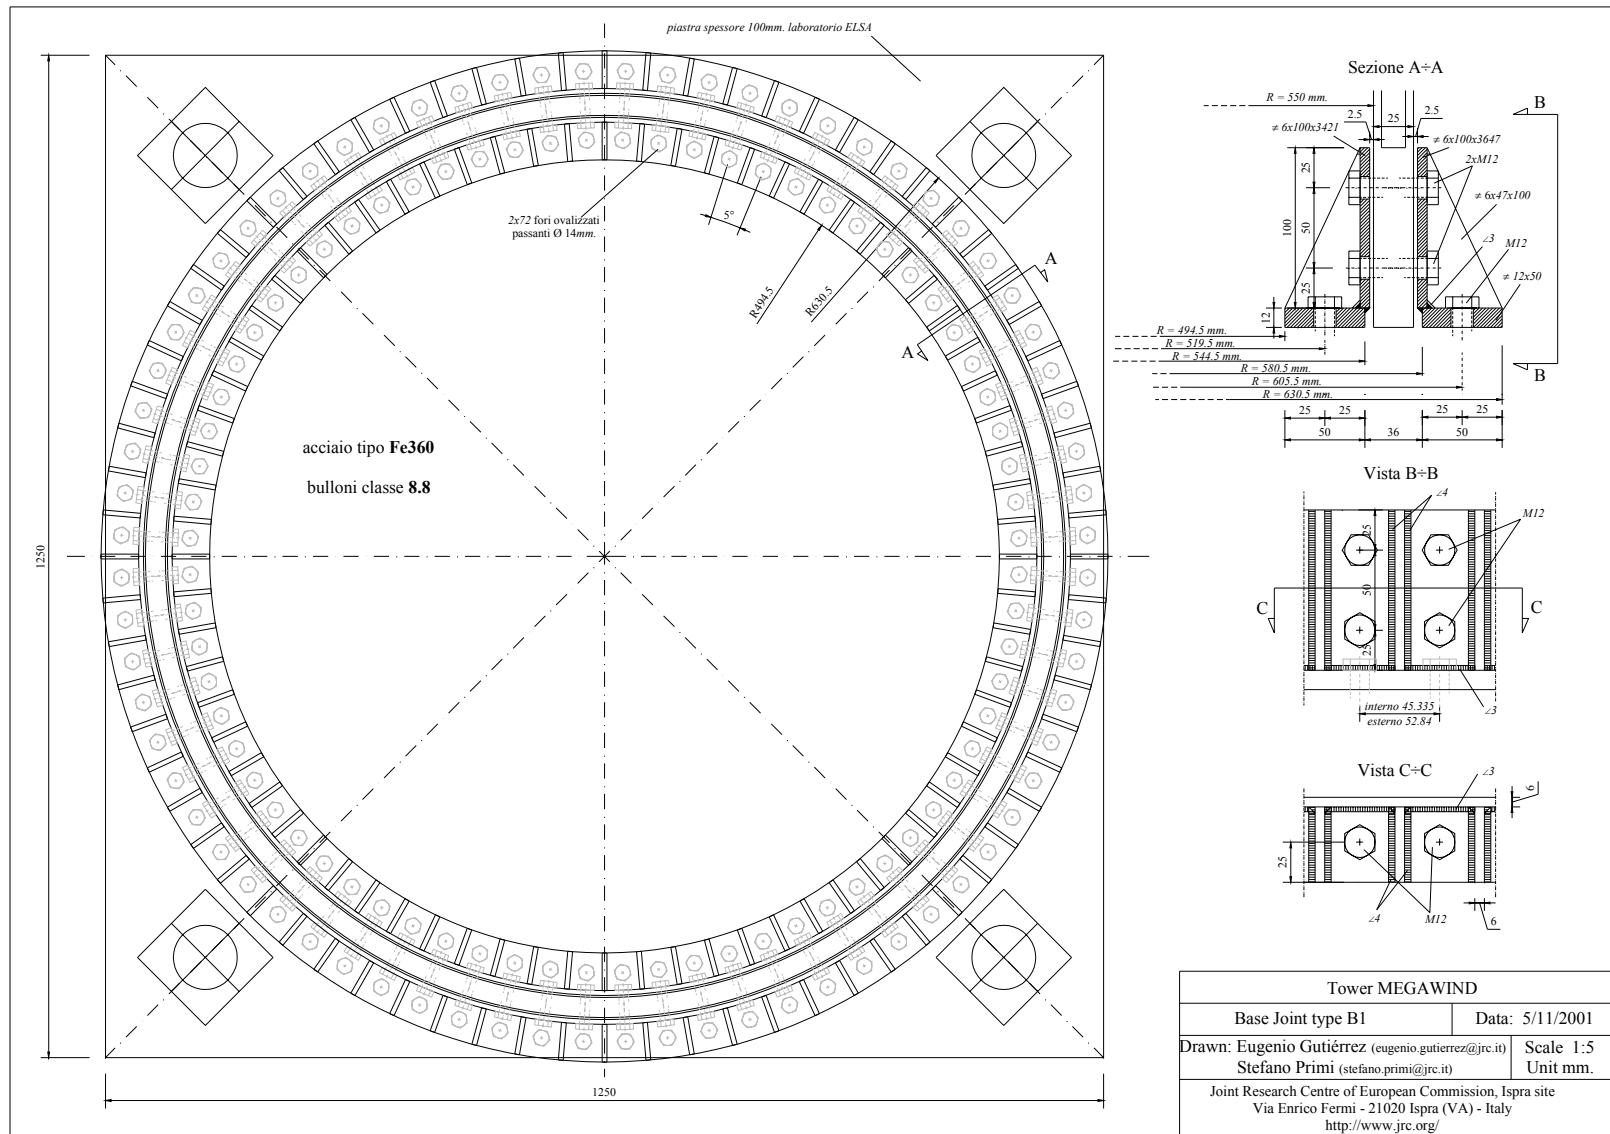 piastra spessore 100mm. laboratorio ELSA
2x72 fori ovalizzati
passanti Ø 14mm.
5°
R494.5
R630.5
A
A
acciaio tipo Fe360
bulloni classe 8.8
1250
1250
Sezione A÷A
R = 550 mm.
2.5
25
2.5
≠ 6x100x3421
≠ 6x100x3647
2xM12
≠ 6x47x100
∠3
M12
≠ 12x50
B
B
100
25
50
25
12
R = 494.5 mm.
R = 519.5 mm.
R = 544.5 mm.
R = 580.5 mm.
R = 605.5 mm.
R = 630.5 mm.
25
25
25
25
50
36
50
Vista B÷B
∠4
M12
25
50
25
C
C
interno 45.335
esterno 52.84
∠3
Vista C÷C
∠3
6
25
∠4
M12
6
Tower MEGAWIND
Base Joint type B1
Data: 5/11/2001
Drawn: Eugenio Gutiérrez (eugenio.gutierrez@jrc.it)
Stefano Primi (stefano.primi@jrc.it)
Scale 1:5
Unit mm.
Joint Research Centre of European Commission, Ispra site
Via Enrico Fermi - 21020 Ispra (VA) - Italy
http://www.jrc.org/